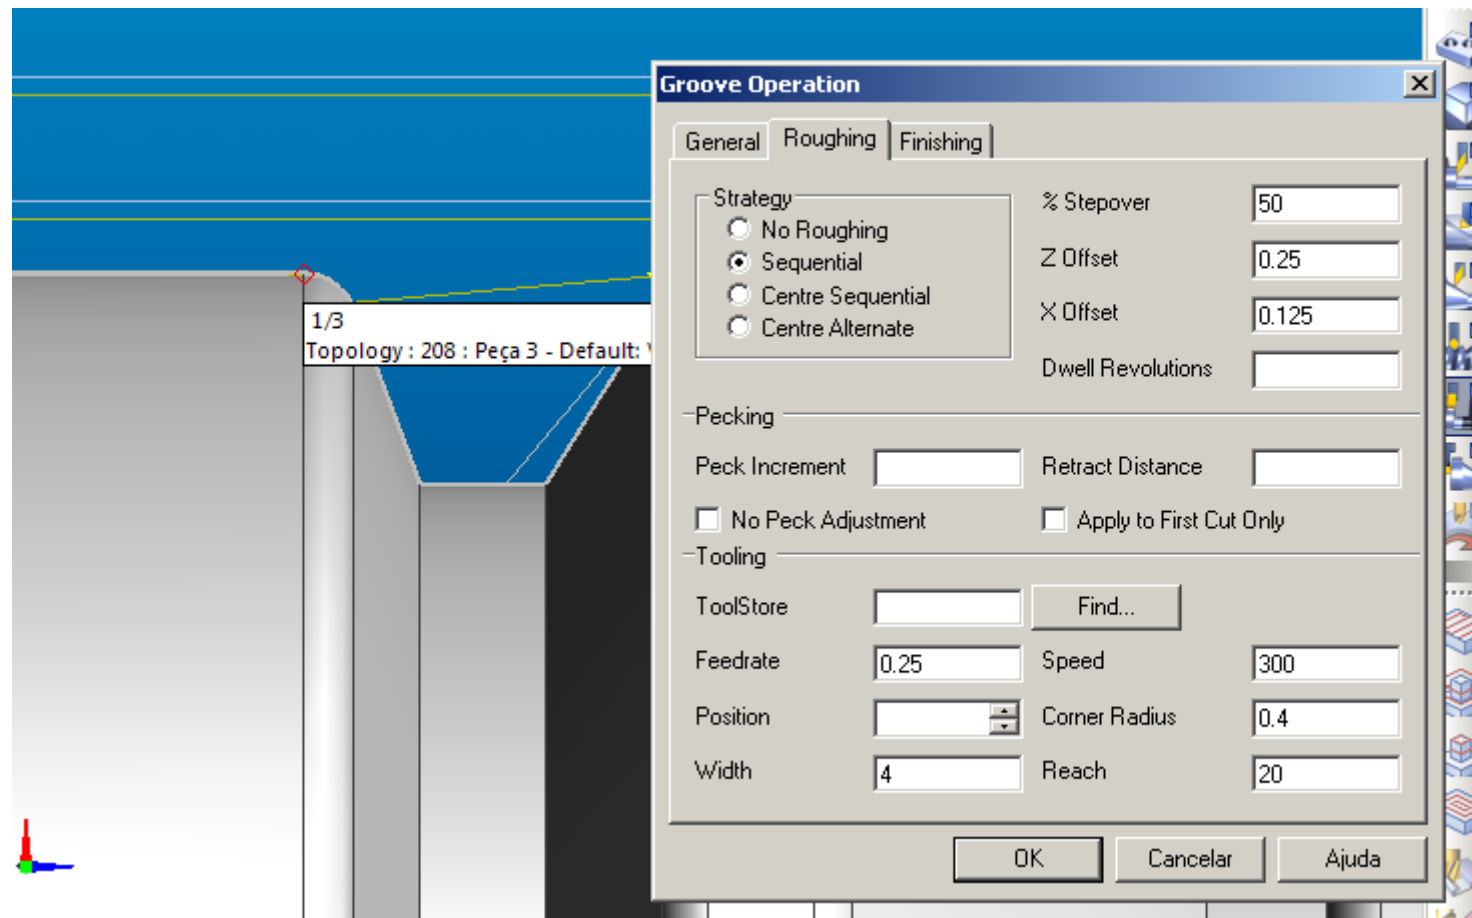 Groove Operation
General
Roughing
Finishing
Strategy
No Roughing
Sequential
Centre Sequential
Centre Alternate
% Stepover
50
Z Offset
0.25
X Offset
0.125
Dwell Revolutions
1/3
Topology : 208 : Peça 3 - Default:
Pecking
Peck Increment
Retract Distance
No Peck Adjustment
Apply to First Cut Only
Tooling
ToolStore
Find...
Feedrate
0.25
Speed
300
Position
Corner Radius
0.4
Width
4
Reach
20
OK
Cancelar
Ajuda